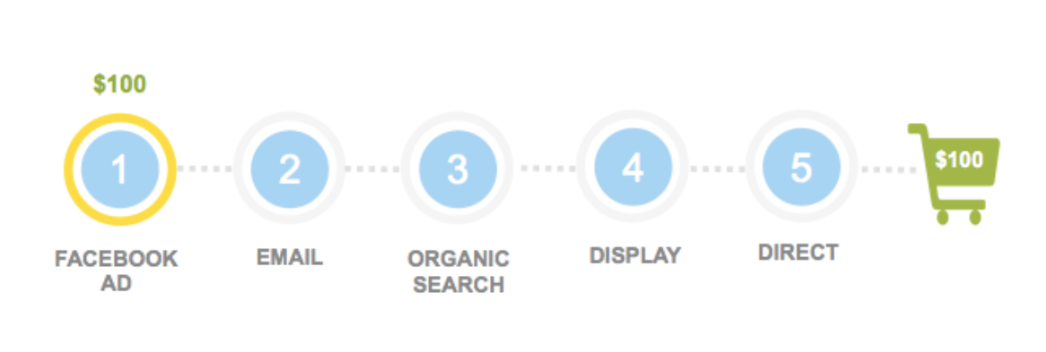 $100
1
2
3
4
5
$100
FACEBOOK
AD
EMAIL
ORGANIC
SEARCH
DISPLAY
DIRECT